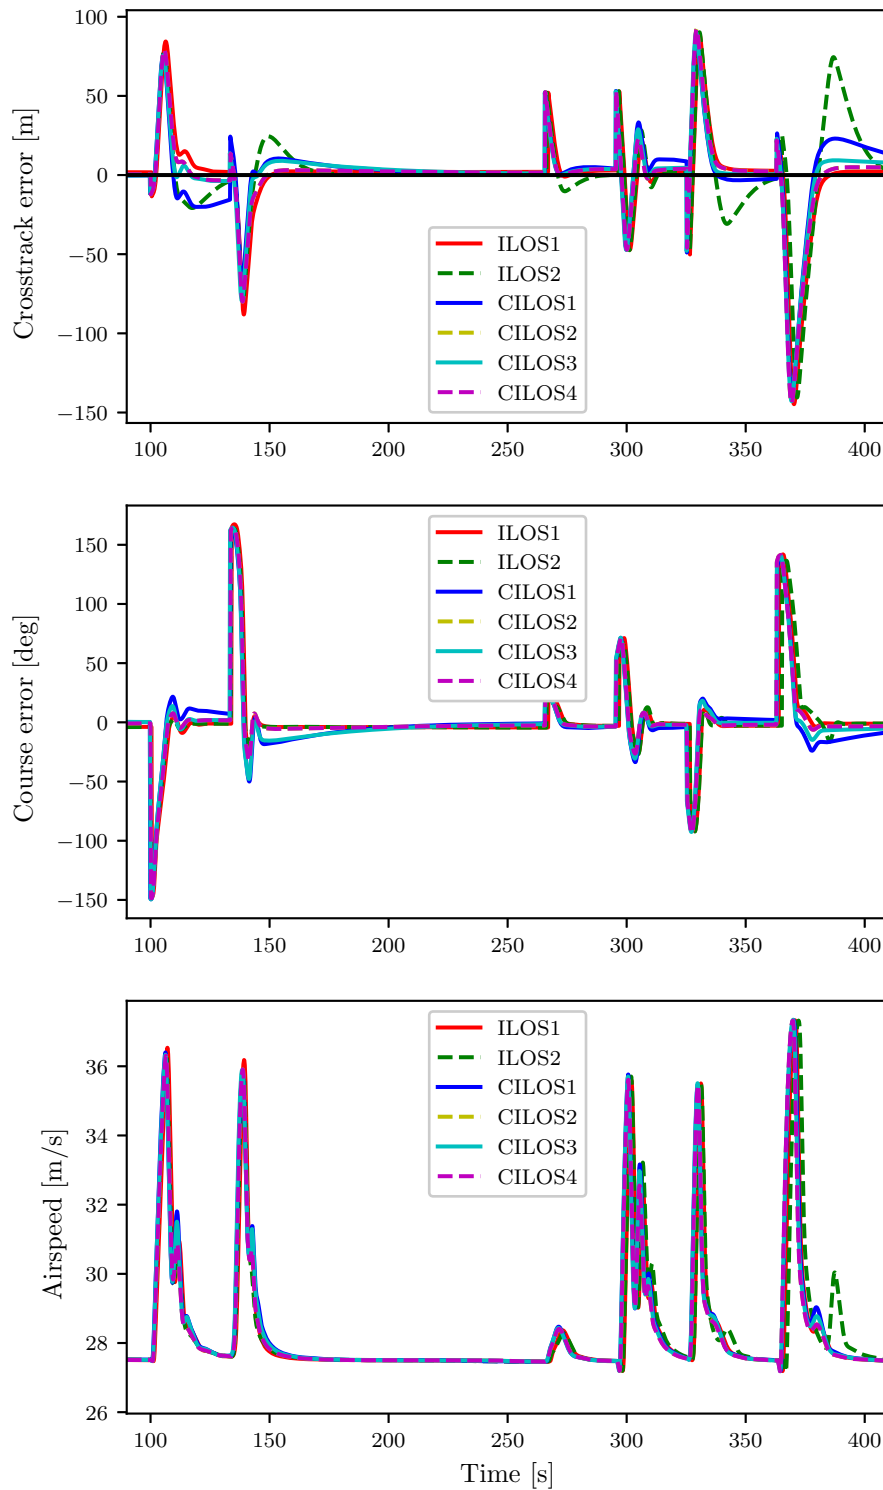 100
50
0
−50
−100
−150
Crosstrack error [m]
ILOS1
ILOS2
CILOS1
CILOS2
CILOS3
CILOS4
100 150 200 250 300 350 400
150
100
50
0
−50
−100
−150
Course error [deg]
ILOS1
ILOS2
CILOS1
CILOS2
CILOS3
CILOS4
100 150 200 250 300 350 400
36
34
32
30
28
26
Airspeed [m/s]
ILOS1
ILOS2
CILOS1
CILOS2
CILOS3
CILOS4
100 150 200 250 300 350 400
Time [s]